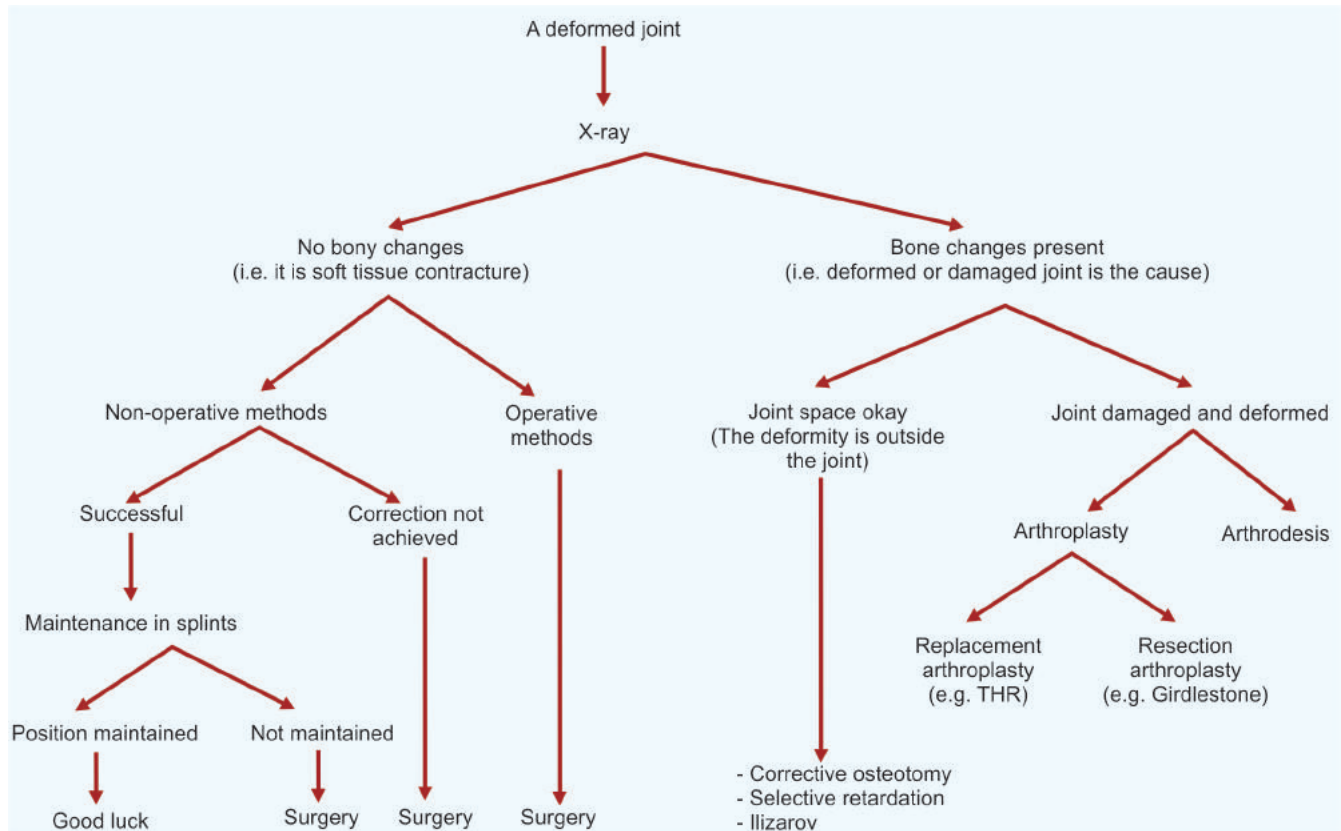 A deformed joint
X-ray
No bony changes
(i.e. it is soft tissue contracture)
Bone changes present
(i.e. deformed or damaged joint is the cause)
Non-operative methods
Operative
methods
Joint space okay
(The deformity is outside
the joint)
Joint damaged and deformed
Successful
Correction not
achieved
Arthroplasty
Arthrodesis
Maintenance in splints
Replacement
arthroplasty
(e.g. THR)
Resection
arthroplasty
(e.g. Girdlestone)
Position maintained
Not maintained
- Corrective osteotomy
- Selective retardation
- Ilizarov
Good luck
Surgery
Surgery
Surgery